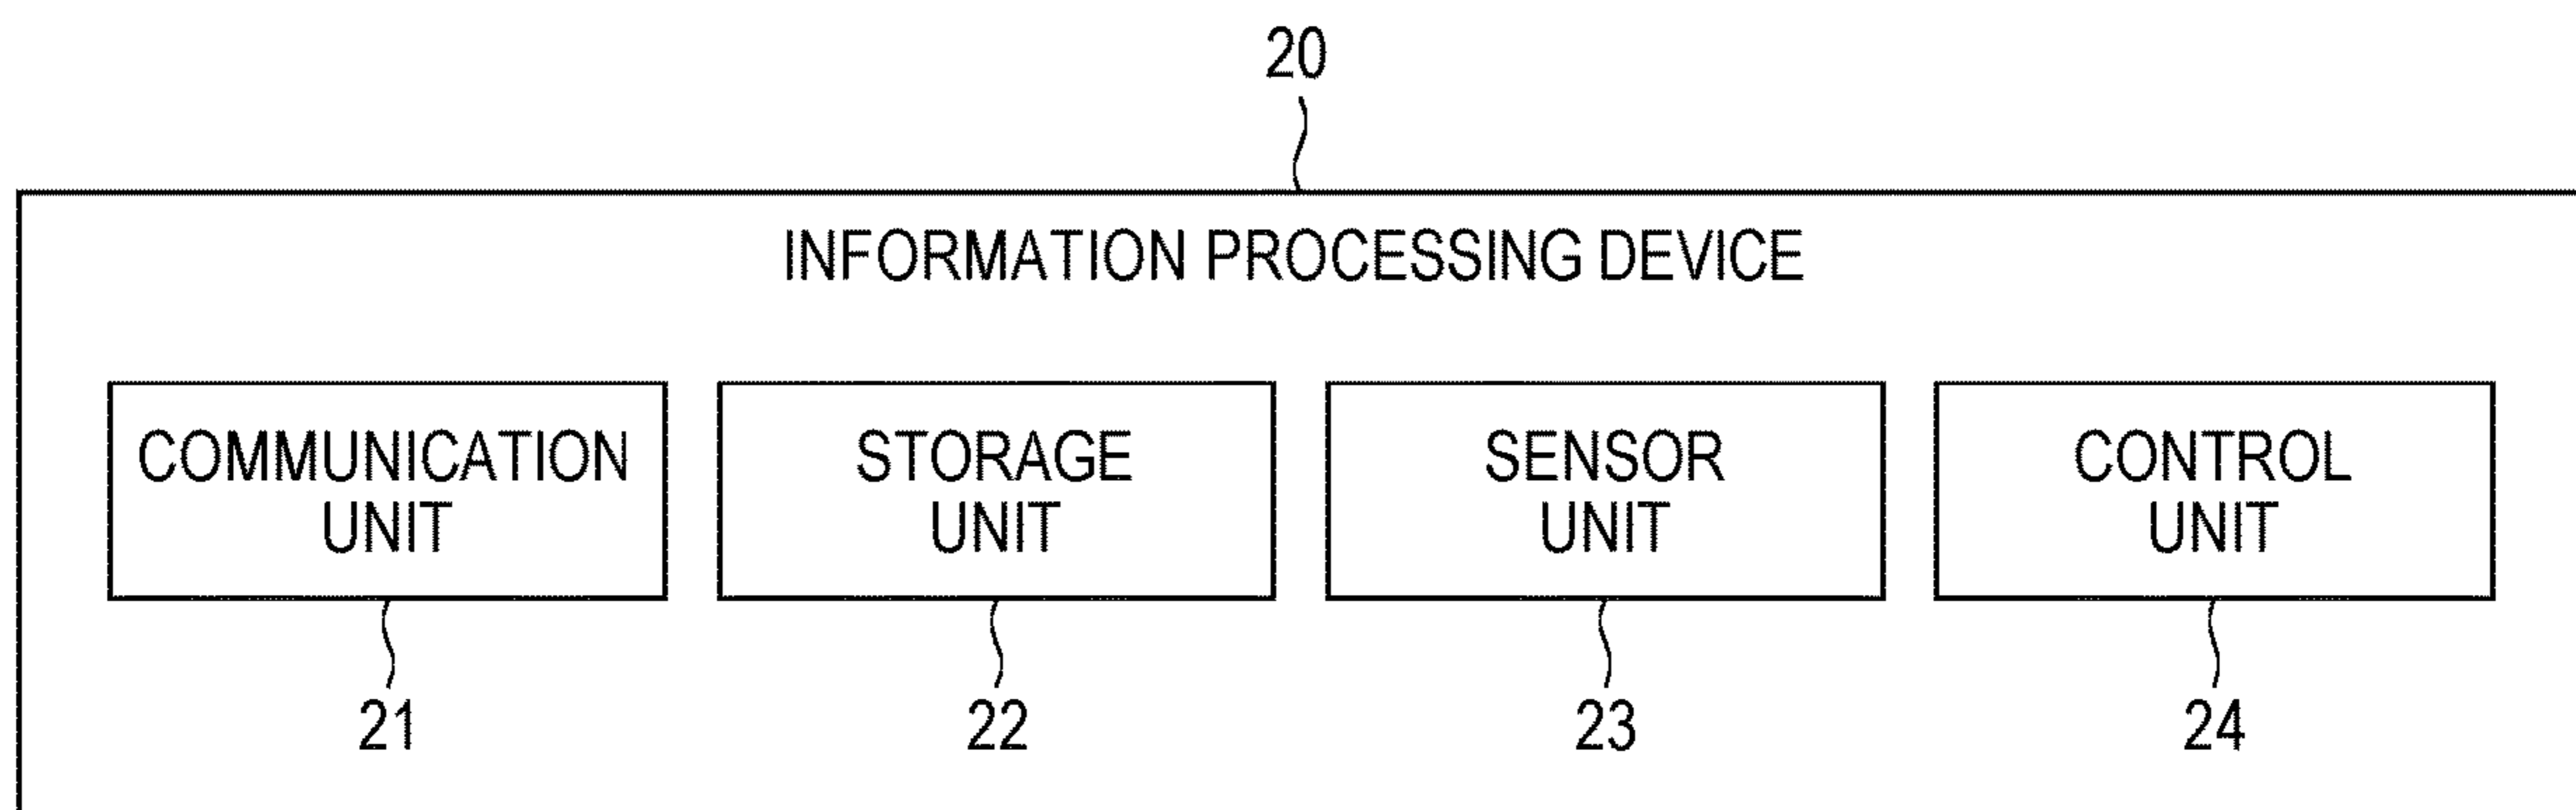 20
INFORMATION PROCESSING DEVICE
COMMUNICATION
UNIT
STORAGE
UNIT
SENSOR
UNIT
CONTROL
UNIT
21
22
23
24